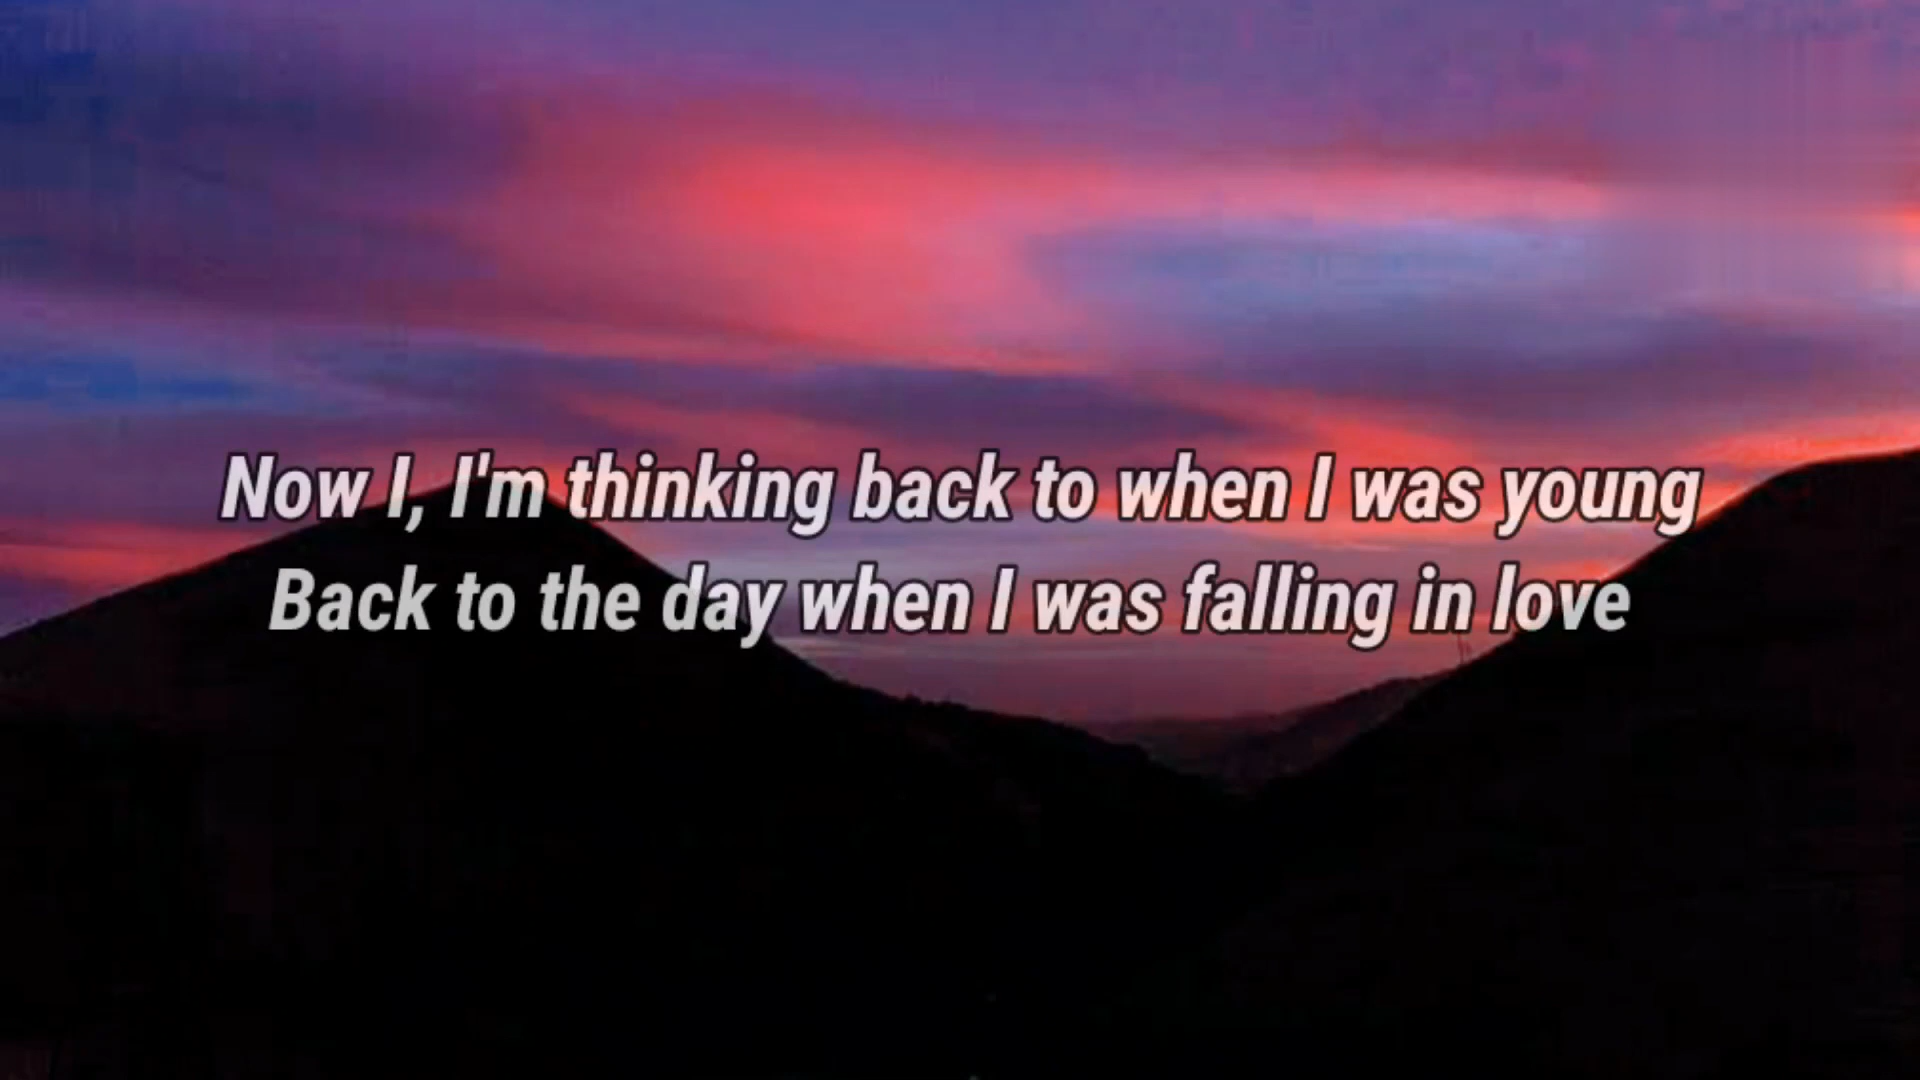 Now I, I'm thinking back to when I was young
Back to the day when I was falling in love